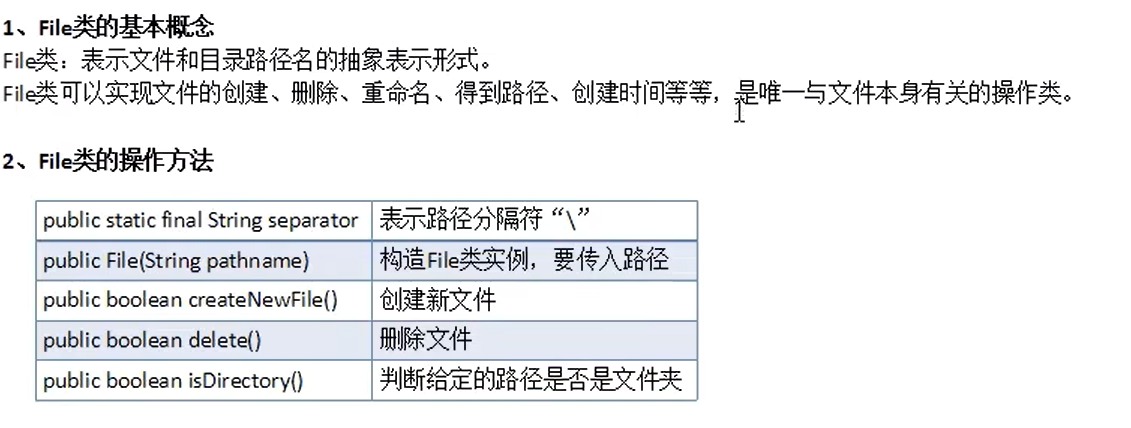 1、File类的基本概念
File类：表示文件和目录路径名的抽象表示形式。
File类可以实现文件的创建、删除、重命名、得到路径、创建时间等等，是唯一与文件本身有关的操作类。
2、File类的操作方法
public static final String separator 表示路径分隔符“\”
public File(String pathname) 构造File类实例，要传入路径
public boolean createNewFile() 创建新文件
public boolean delete() 删除文件
public boolean isDirectory() 判断给定的路径是否是文件夹